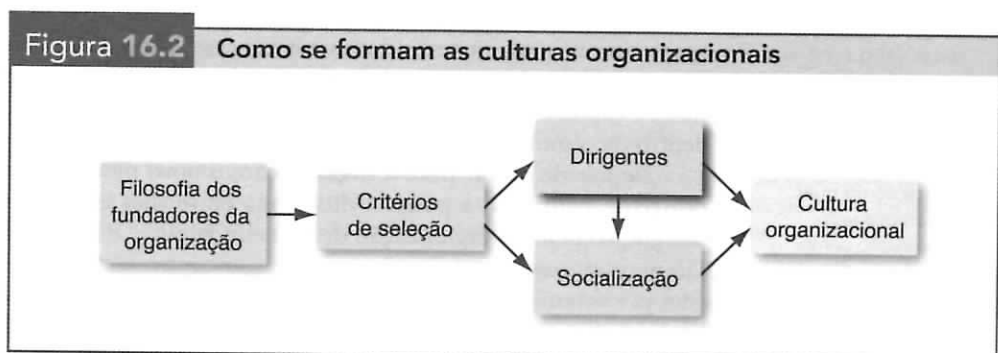 Figura 16.2 Como se formam as culturas organizacionais
Filosofia dos
fundadores da
organização
Critérios
de seleção
Dirigentes
Socialização
Cultura
organizacional